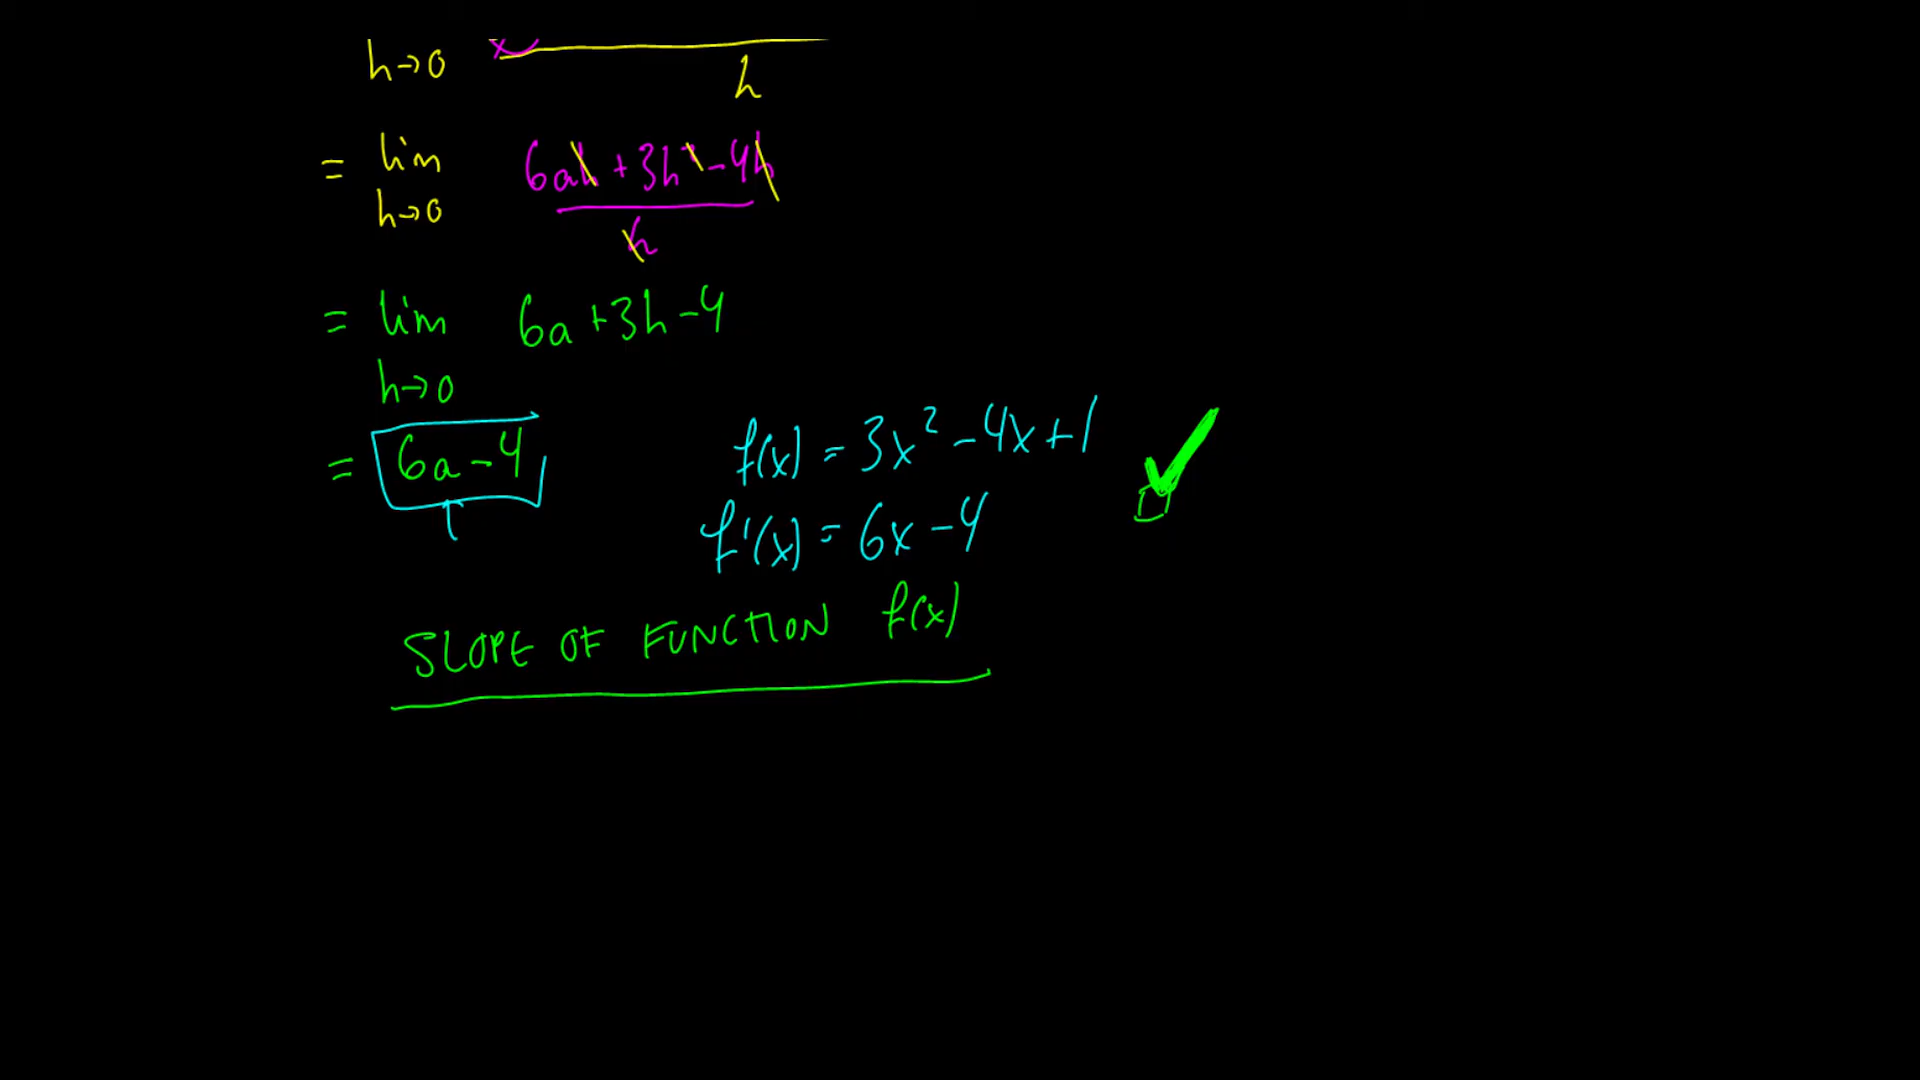 h→0 h
= lim 6ah + 3h² - 4h
h→0 h
= lim 6a + 3h - 4
h→0
= 6a - 4
f(x) = 3x² - 4x + 1
f'(x) = 6x - 4
SLOPE OF FUNCTION f(x)